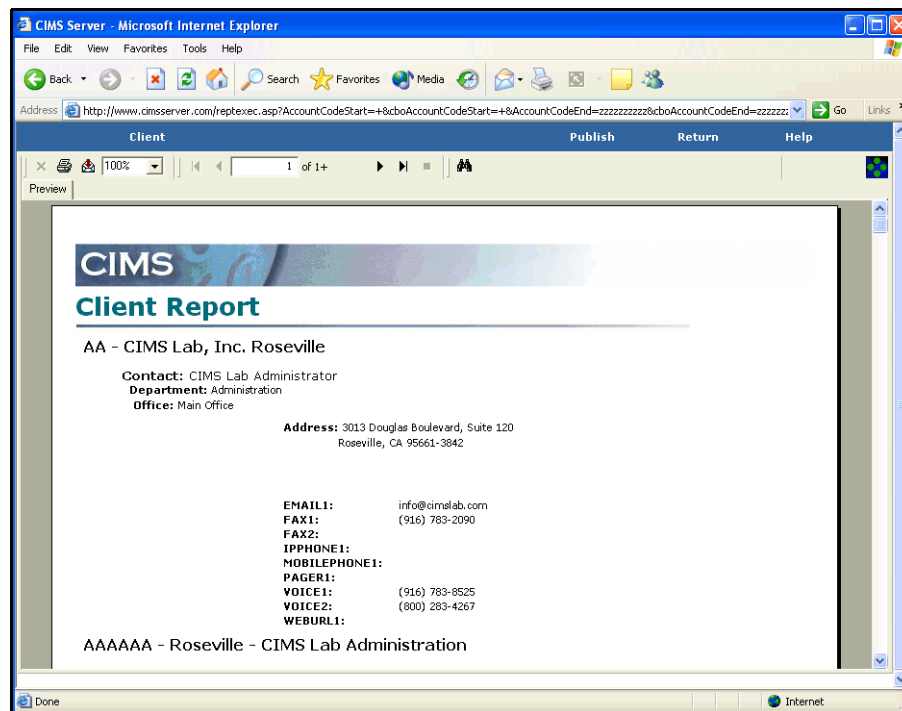 CIMS Server - Microsoft Internet Explorer
File Edit View Favorites Tools Help
Back Search Favorites Media
Address http://www.cimsserver.com/reptexec.asp?AccountCodeStart=+&cboAccountCodeStart=+&AccountCodeEnd=zzzzzzzzzz&cboAccountCodeEnd=zzzzzz Go Links
Client Publish Return Help
100% 1 of 1+
Preview
CIMS
Client Report
AA - CIMS Lab, Inc. Roseville
Contact: CIMS Lab Administrator
Department: Administration
Office: Main Office
Address: 3013 Douglas Boulevard, Suite 120
Roseville, CA 95661-3842
EMAIL1: info@cimslab.com
FAX1: (916) 783-2090
FAX2:
IPPHONE1:
MOBILEPHONE1:
PAGER1:
VOICE1: (916) 783-8525
VOICE2: (800) 283-4267
WEBURL1:
AAAAAA - Roseville - CIMS Lab Administration
Done Internet